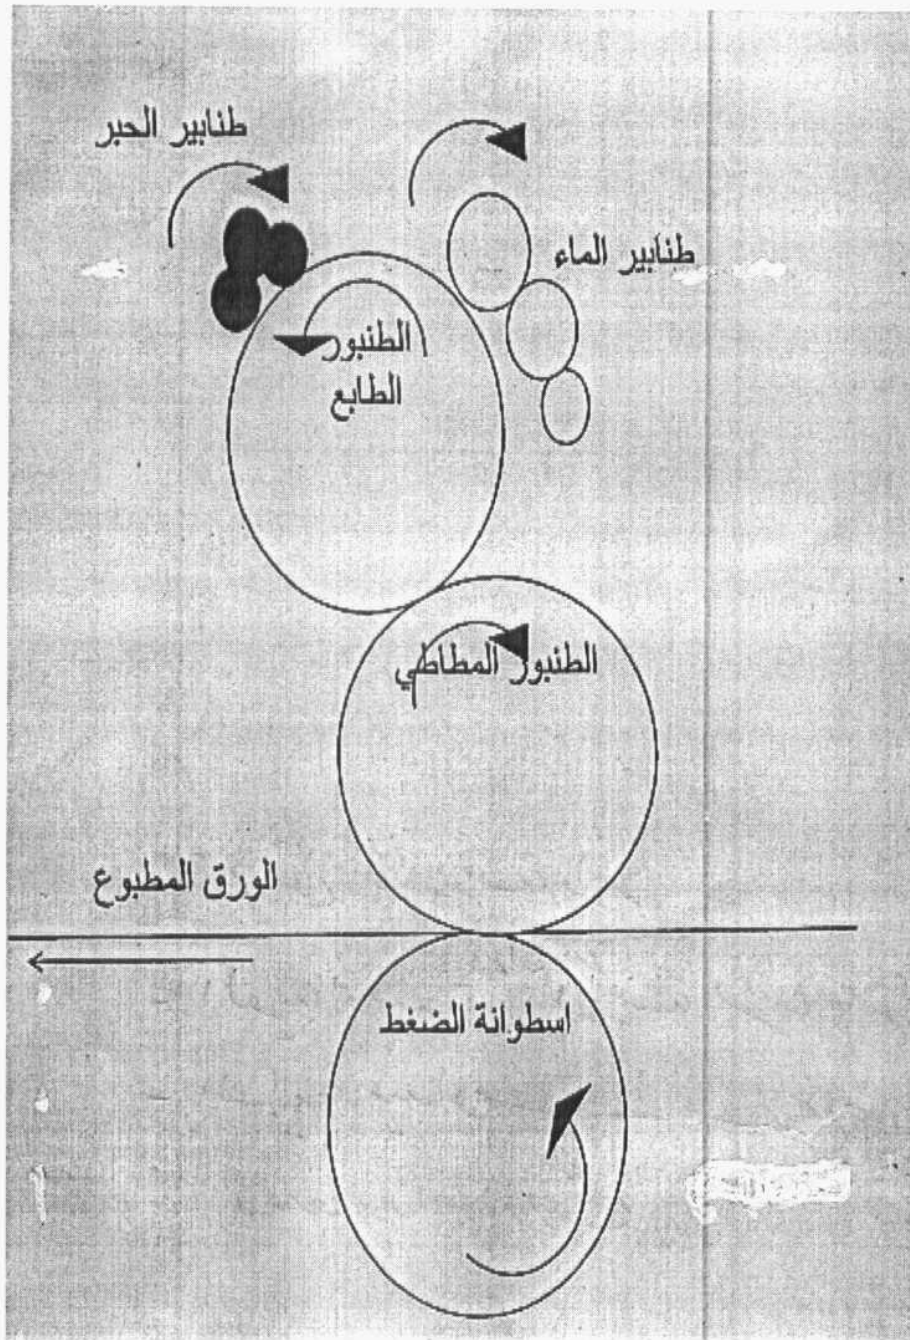 طنابير الحبر
طنابير الماء
الطنبور
الطابع
الطنبور المطاطي
الورق المطبوع
اسطوانة الضغط